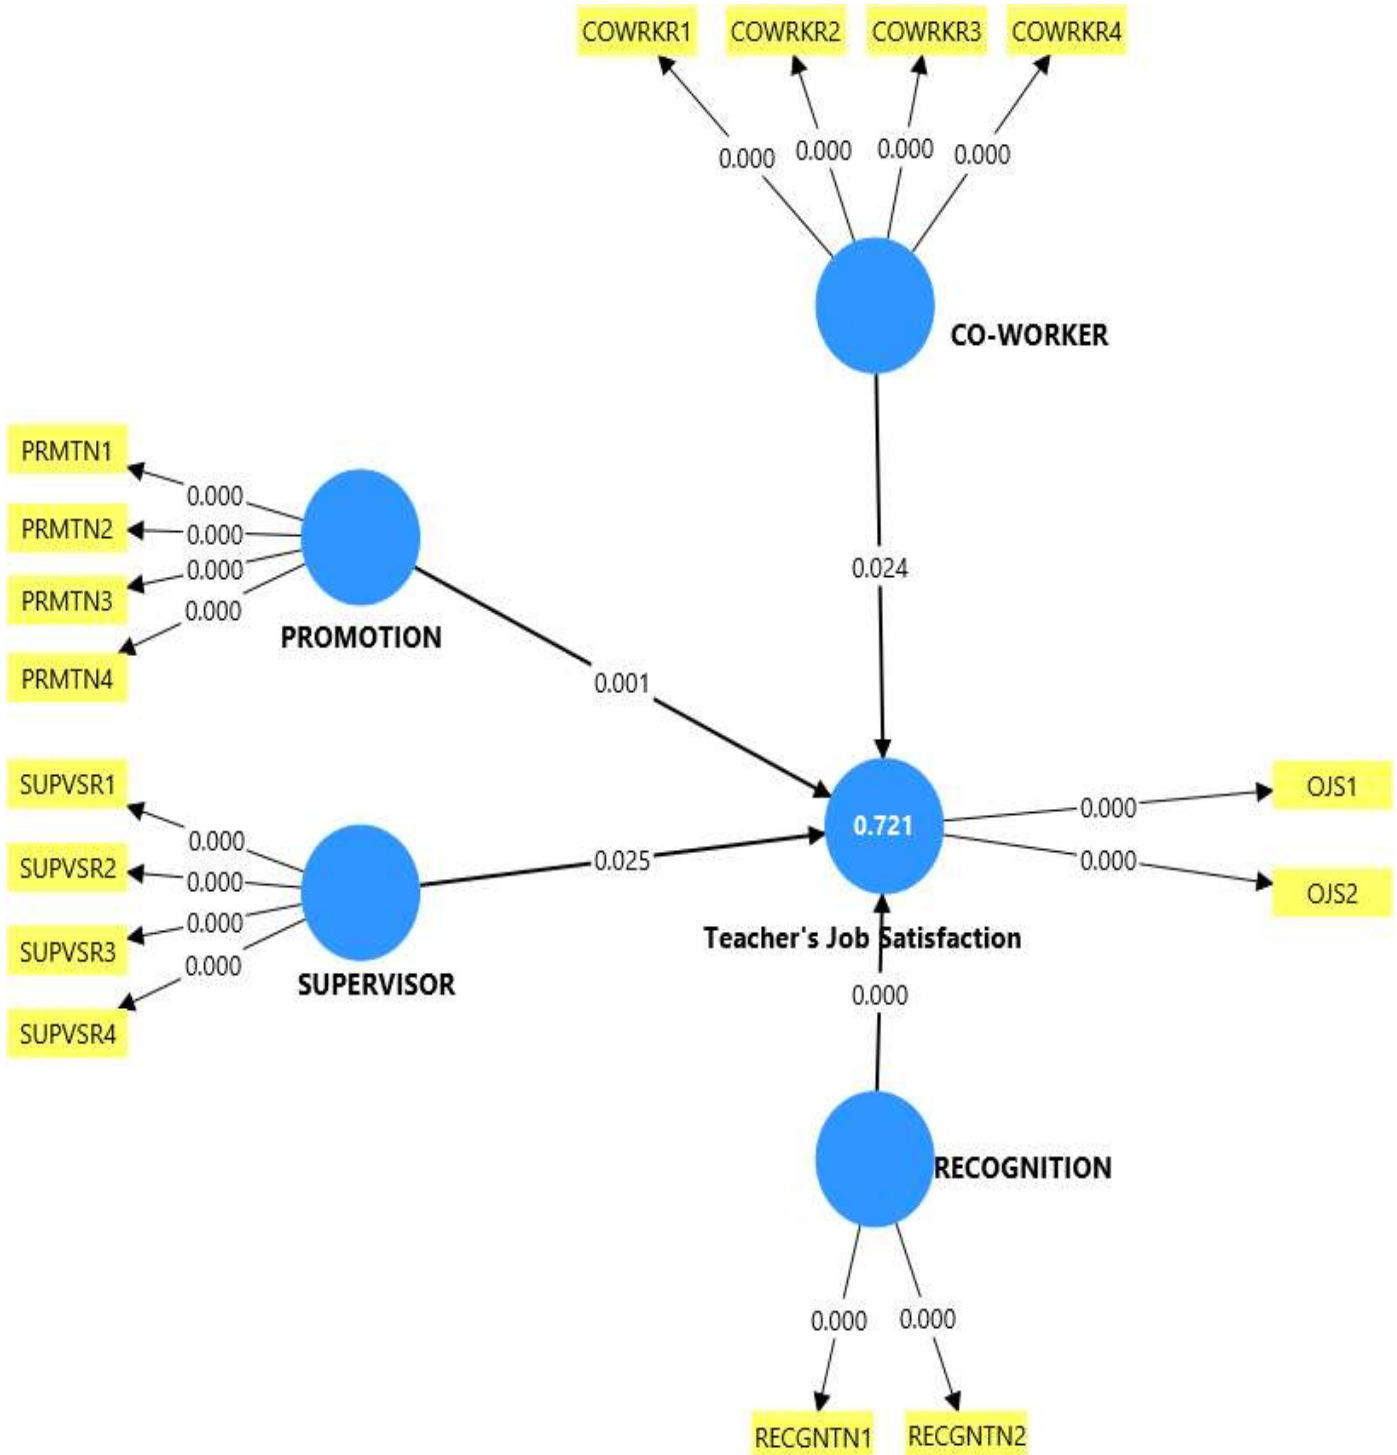 COWRKR1 COWRKR2 COWRKR3 COWRKR4
0.000 0.000 0.000 0.000
CO-WORKER
PRMTN1
0.000
PRMTN2
0.000
0.000
PRMTN3
0.000
PROMOTION
PRMTN4
0.024
0.001
SUPVSR1
0.000
SUPVSR2
0.000
0.000
SUPVSR3
0.000
SUPERVISOR
SUPVSR4
0.025
0.721
Teacher's Job Satisfaction
0.000
OJS1
0.000
OJS2
0.000
RECOGNITION
0.000 0.000
RECGNTN1 RECGNTN2